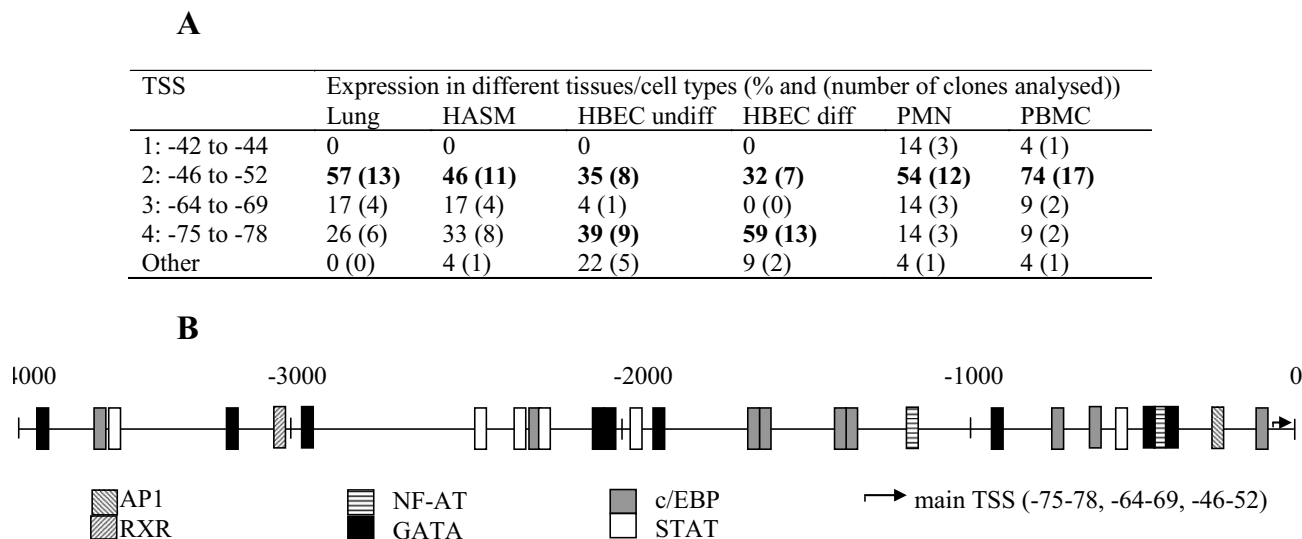 A
TSS Expression in different tissues/cell types (% and (number of clones analysed))
Lung HASM HBEC undiff HBEC diff PMN PBMC
1: -42 to -44 0 0 0 0 14 (3) 4 (1)
2: -46 to -52 57 (13) 46 (11) 35 (8) 32 (7) 54 (12) 74 (17)
3: -64 to -69 17 (4) 17 (4) 4 (1) 0 (0) 14 (3) 9 (2)
4: -75 to -78 26 (6) 33 (8) 39 (9) 59 (13) 14 (3) 9 (2)
Other 0 (0) 4 (1) 22 (5) 9 (2) 4 (1) 4 (1)
B
4000 -3000 -2000 -1000 0
AP1 NF-AT c/EBP main TSS (-75-78, -64-69, -46-52)
RXR GATA STAT